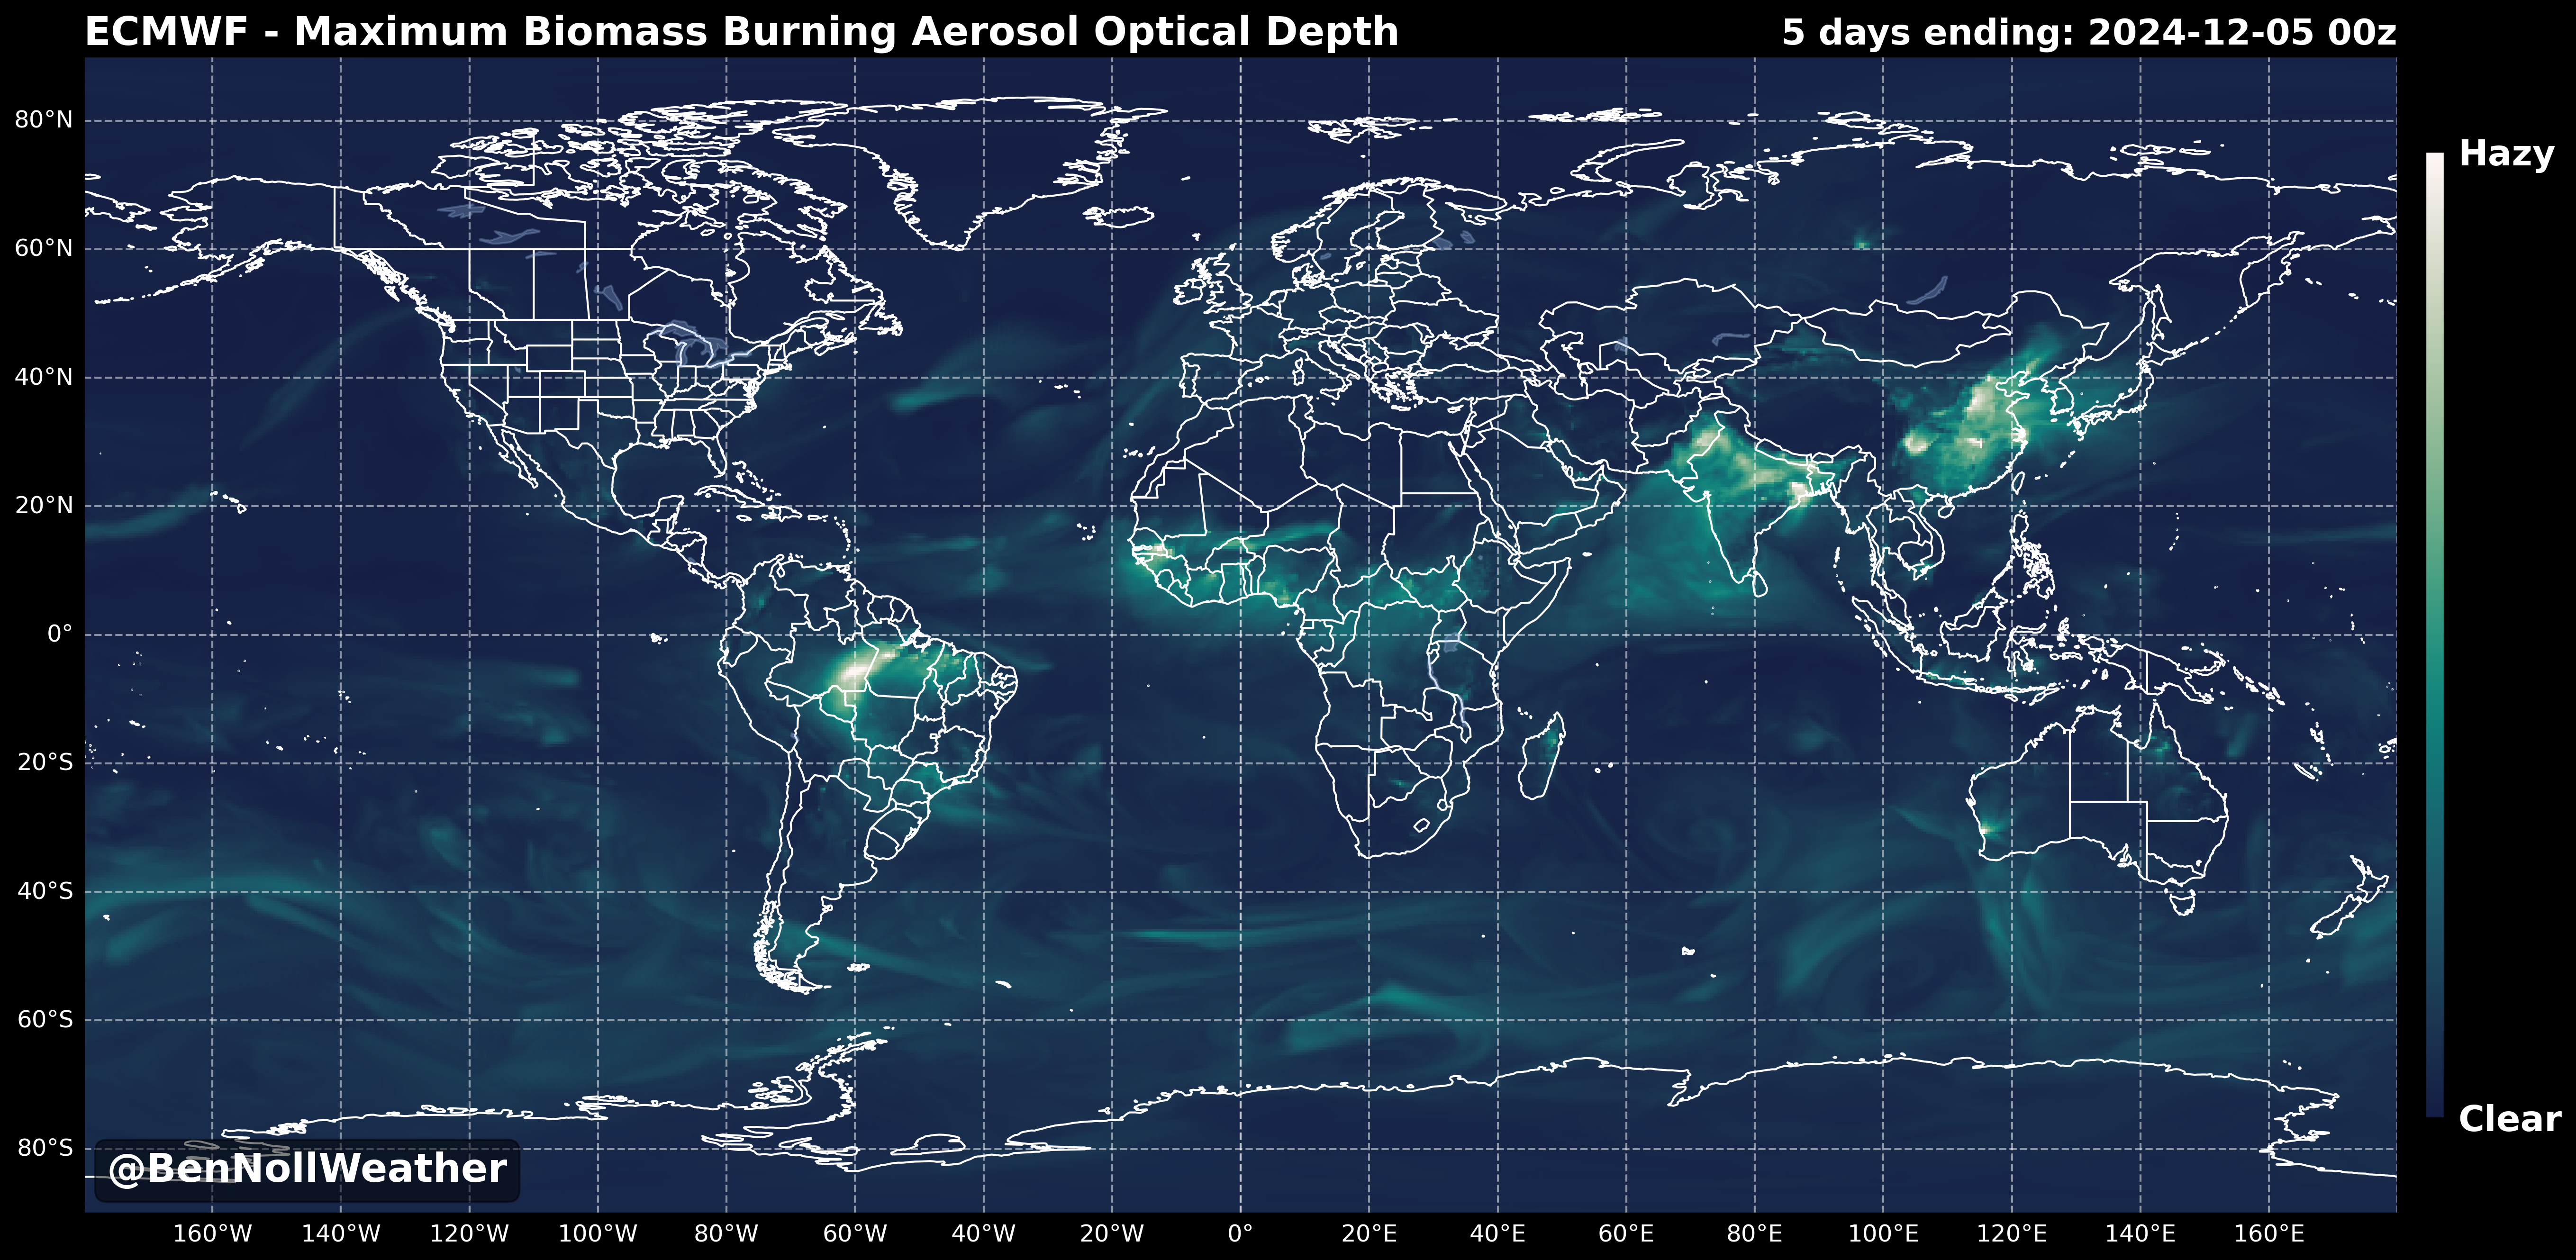 ECMWF - Maximum Biomass Burning Aerosol Optical Depth
5 days ending: 2024-12-05 00z
Hazy
80°N
60°N
40°N
20°N
0°
20°S
40°S
60°S
80°S
Clear
@BenNollWeather
160°W 140°W 120°W 100°W 80°W 60°W 40°W 20°W 0° 20°E 40°E 60°E 80°E 100°E 120°E 140°E 160°E